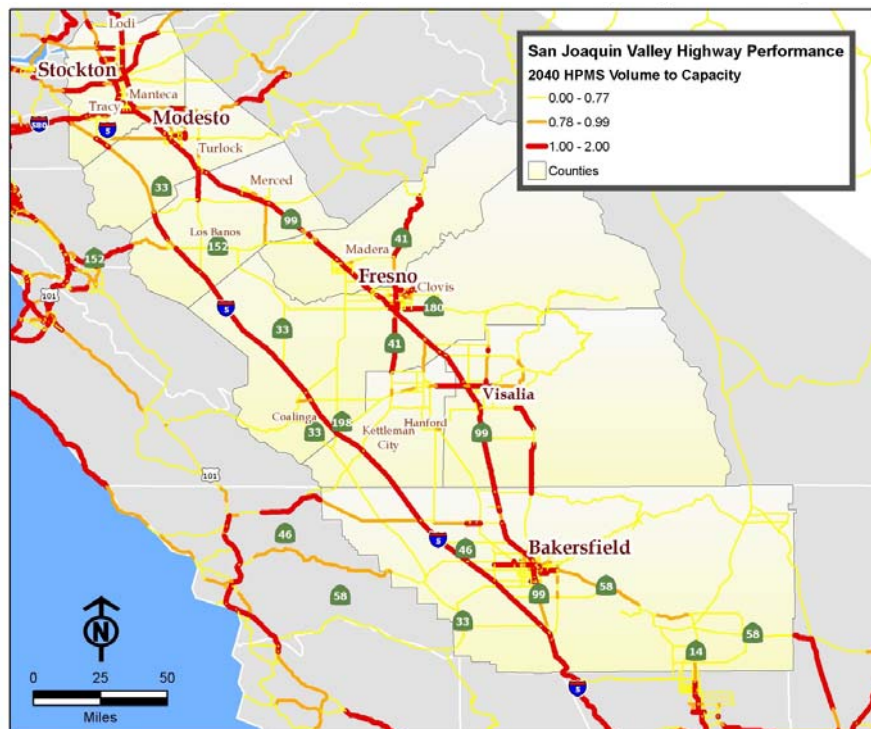 San Joaquin Valley Highway Performance
2040 HPMS Volume to Capacity
0.00 - 0.77
0.78 - 0.99
1.00 - 2.00
Counties
Lodi
Stockton
Manteca
Tracy
580
5
Modesto
Turlock
33
Merced
99
Los Banos
152
152
41
Madera
101
Fresno
Clovis
180
5
33
41
Visalia
Coalinga
198
Hanford
33
Kettleman
City
99
101
46
5
46
Bakersfield
58
99
58
33
58
14
N
5
0 25 50
Miles